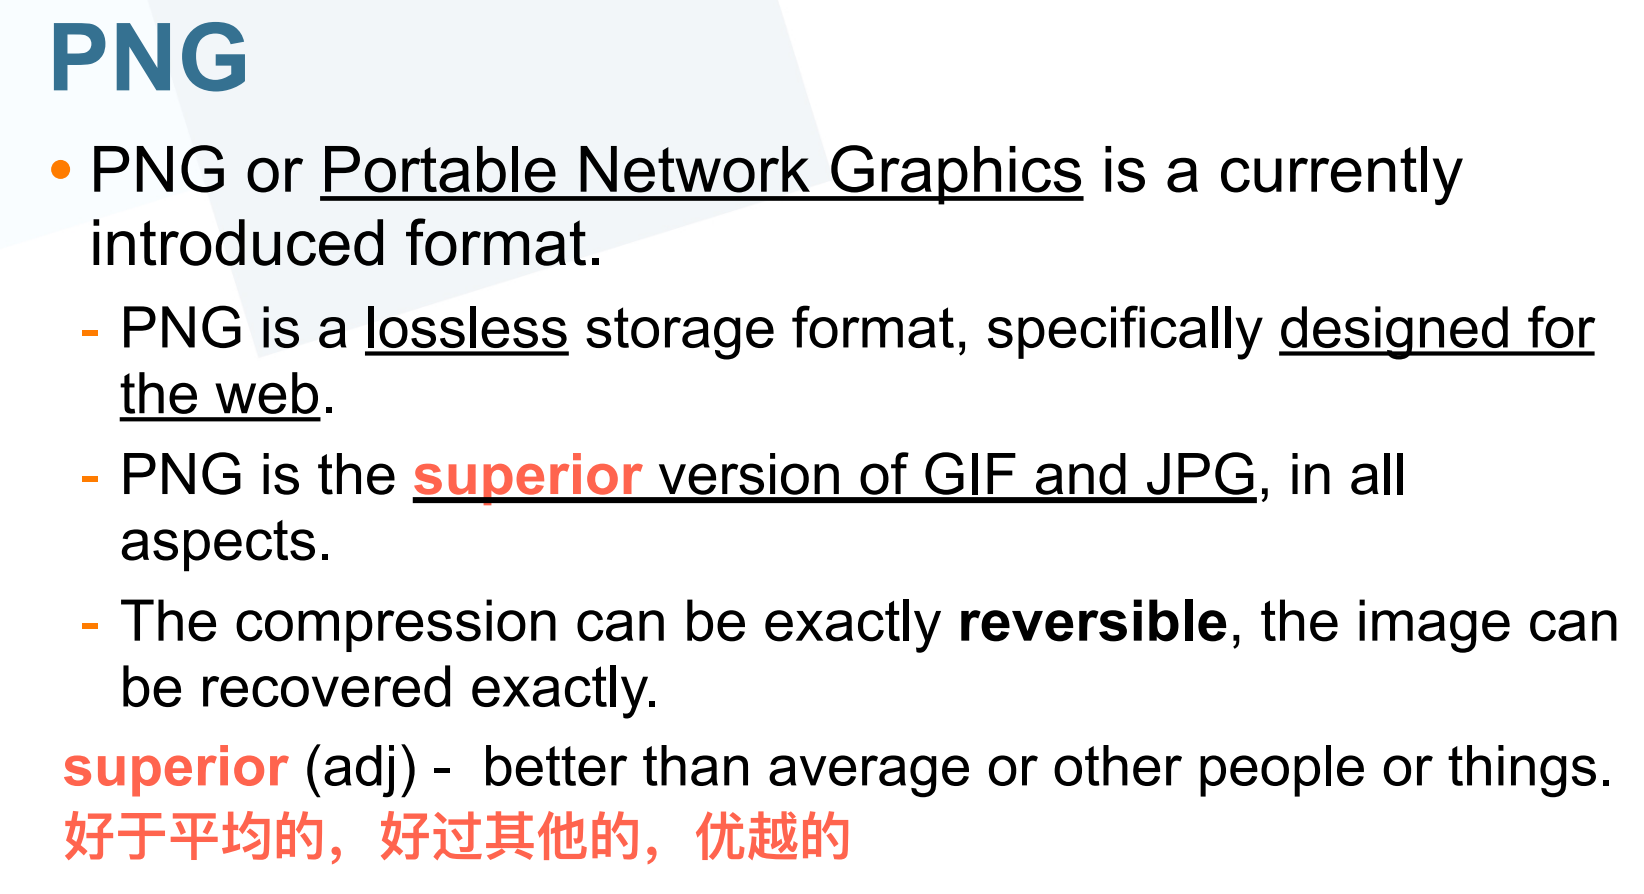 PNG
• PNG or Portable Network Graphics is a currently
introduced format.
- PNG is a lossless storage format, specifically designed for
the web.
- PNG is the superior version of GIF and JPG, in all
aspects.
- The compression can be exactly reversible, the image can
be recovered exactly.
superior (adj) - better than average or other people or things.
好于平均的，好过其他的，优越的